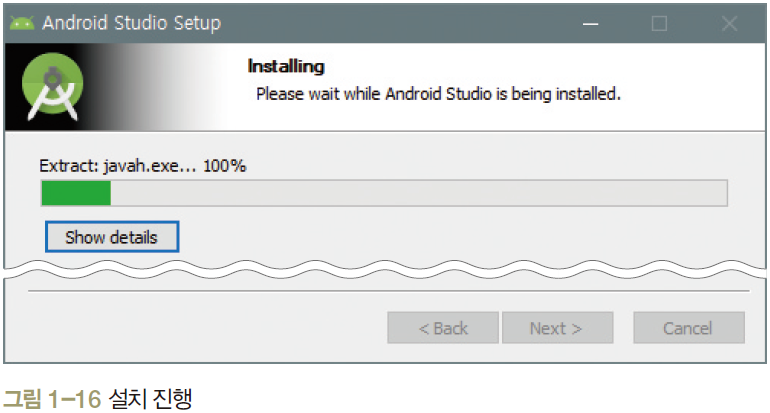 Android Studio Setup
Installing
Please wait while Android Studio is being installed.
Extract: javah.exe... 100%
Show details
< Back
Next >
Cancel
그림 1-16 설치 진행